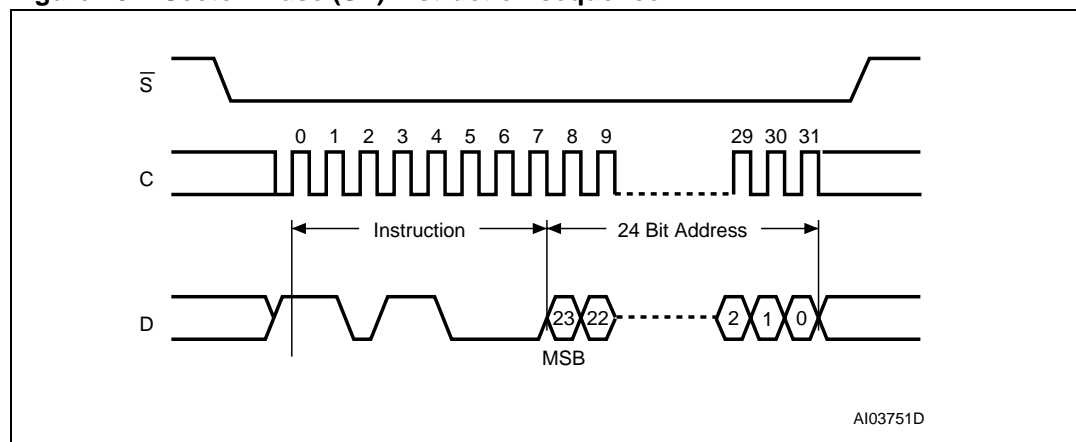 S
0 1 2 3 4 5 6 7 8 9 29 30 31
C
Instruction 24 Bit Address
D 23 22 2 1 0
MSB
AI03751D